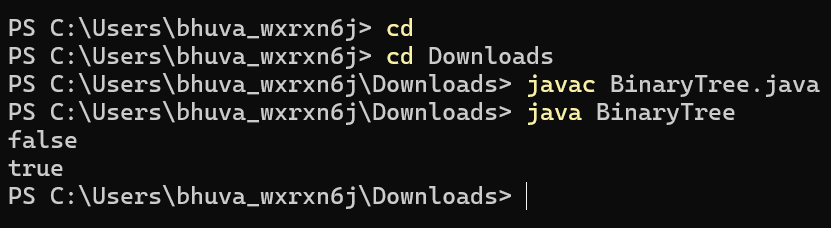 PS C:\Users\bhuva_wxrxn6j> cd
PS C:\Users\bhuva_wxrxn6j> cd Downloads
PS C:\Users\bhuva_wxrxn6j\Downloads> javac BinaryTree.java
PS C:\Users\bhuva_wxrxn6j\Downloads> java BinaryTree
false
true
PS C:\Users\bhuva_wxrxn6j\Downloads>